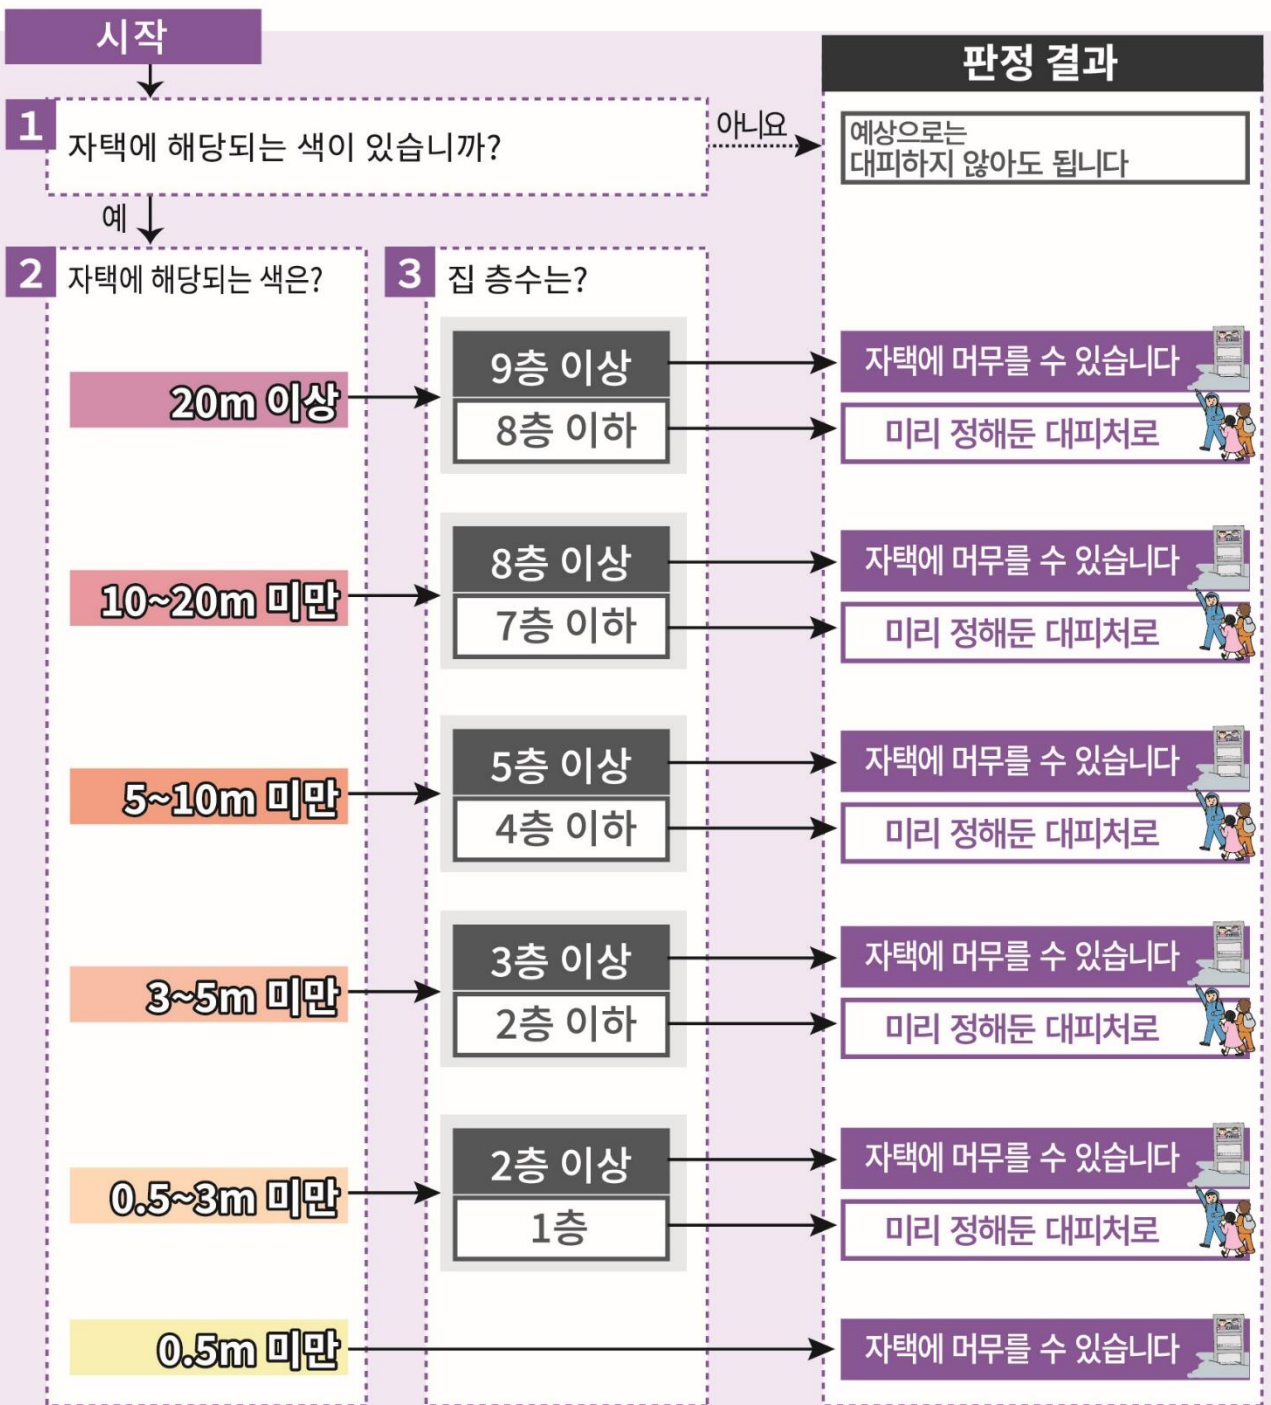 시작
판정 결과
1
자택에 해당되는 색이 있습니까?
아니요
예상으로는
대피하지 않아도 됩니다
예
2
자택에 해당되는 색은?
3
집 층수는?
20m 이상
9층 이상
자택에 머무를 수 있습니다
8층 이하
미리 정해둔 대피처로
10~20m 미만
8층 이상
자택에 머무를 수 있습니다
7층 이하
미리 정해둔 대피처로
5~10m 미만
5층 이상
자택에 머무를 수 있습니다
4층 이하
미리 정해둔 대피처로
3~5m 미만
3층 이상
자택에 머무를 수 있습니다
2층 이하
미리 정해둔 대피처로
0.5~3m 미만
2층 이상
자택에 머무를 수 있습니다
1층
미리 정해둔 대피처로
0.5m 미만
자택에 머무를 수 있습니다